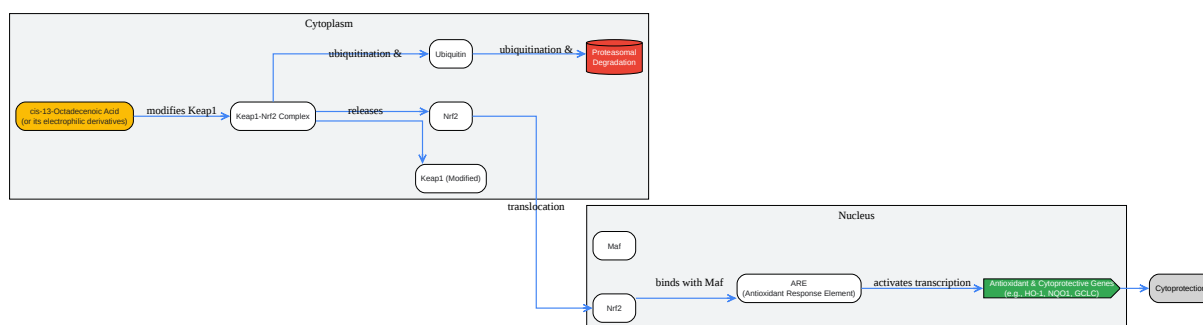 Cytoplasm
ubiquitination &
Ubiquitin
ubiquitination &
Proteasomal
Degradation
cis-13-Octadecenoic Acid
(or its electrophilic derivatives)
modifies Keap1
Keap1-Nrf2 Complex
releases
Nrf2
Keap1 (Modified)
translocation
Nucleus
Maf
Nrf2
binds with Maf
ARE
(Antioxidant Response Element)
activates transcription
Antioxidant & Cytoprotective Genes
(e.g., HO-1, NQO1, GCLC)
Cytoprotection